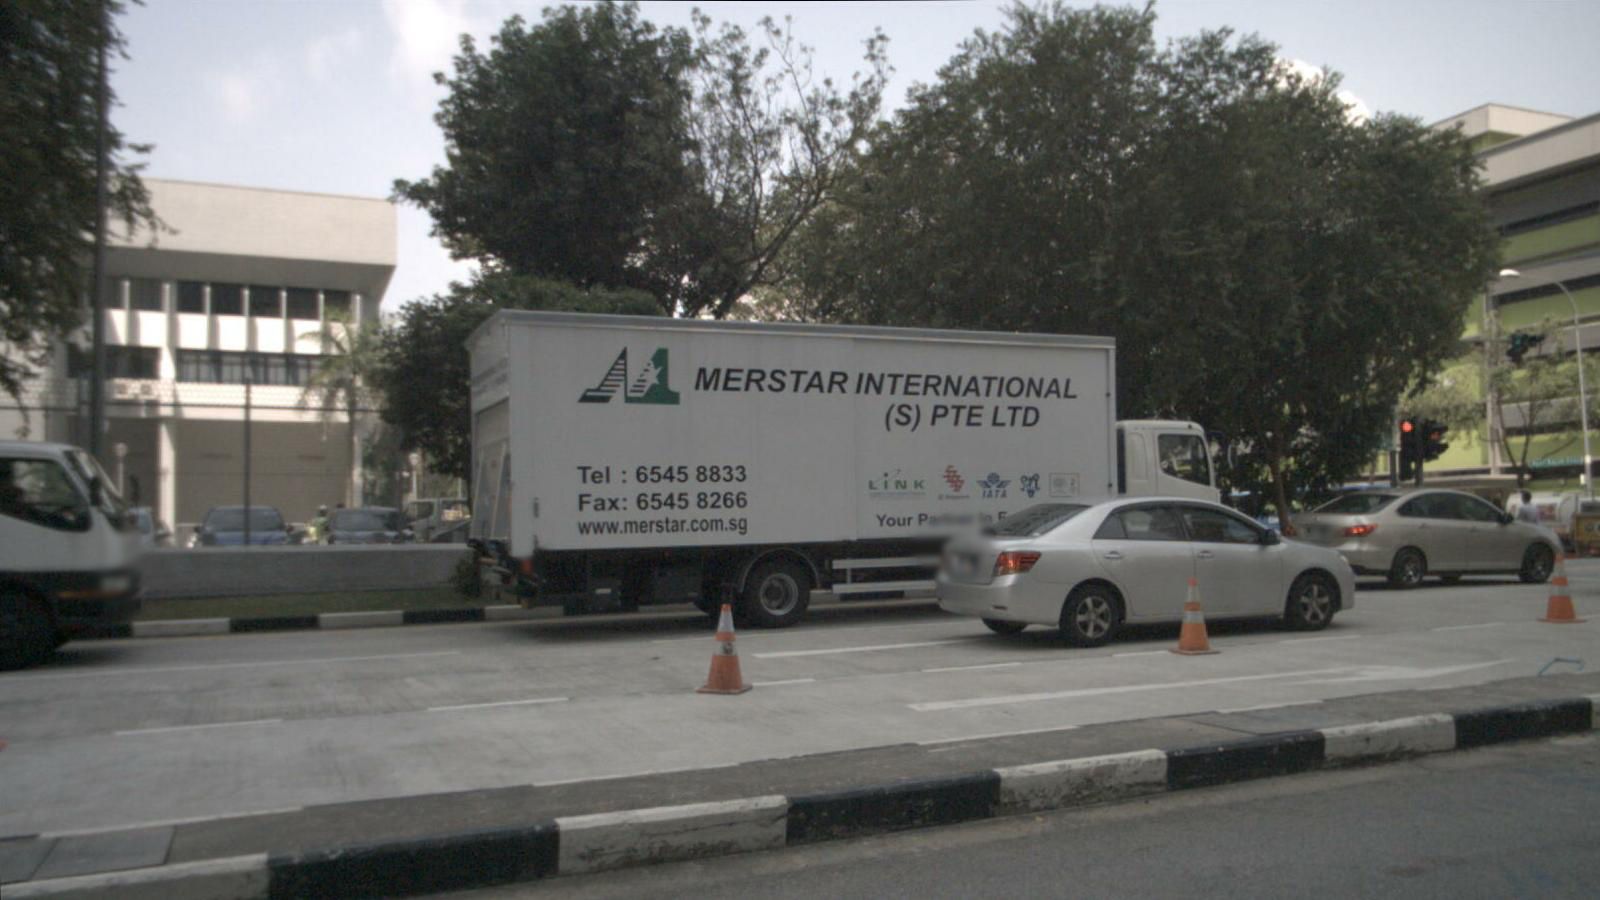 MERSTAR INTERNATIONAL
(S) PTE LTD
Tel : 6545 8833
Fax: 6545 8266
www.merstar.com.sg
LINK
IATA
Your